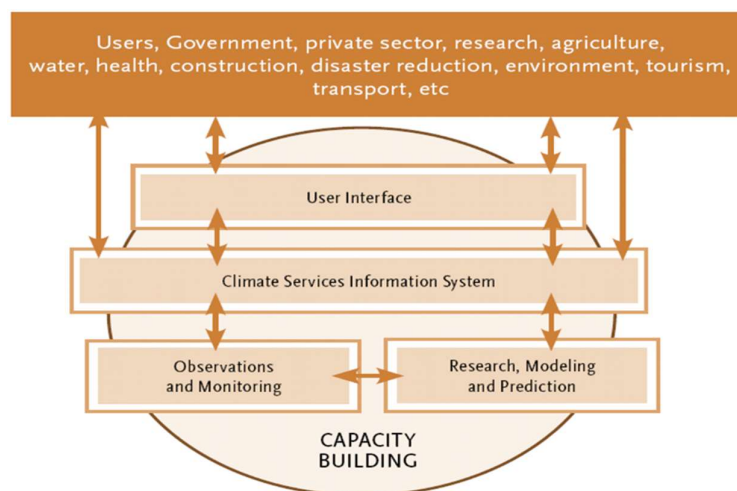 Users, Government, private sector, research, agriculture,
water, health, construction, disaster reduction, environment, tourism,
transport, etc
User Interface
Climate Services Information System
Observations
and Monitoring
Research, Modeling
and Prediction
CAPACITY
BUILDING